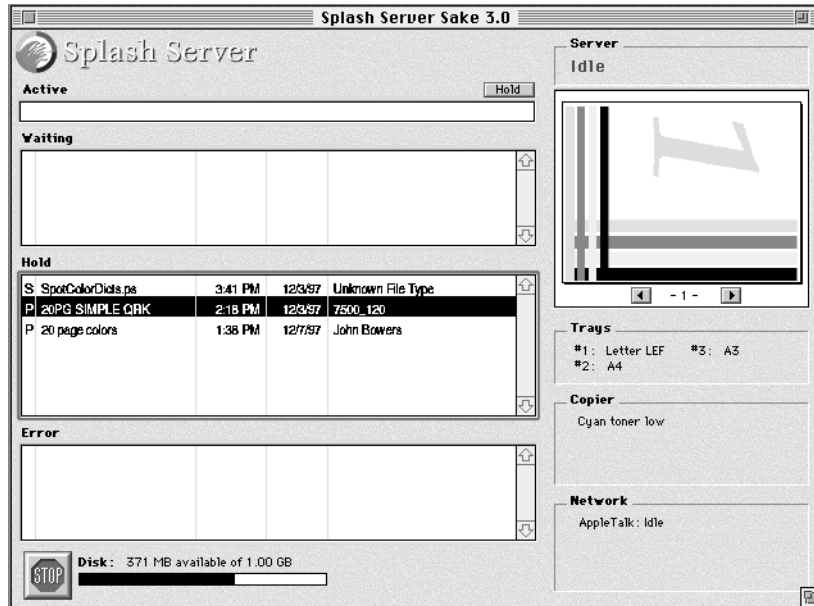 Splash Server Sake 3.0
Splash Server
Server
Idle
Active
Hold
Waiting
Hold
S SpotColorDicts.ps 3:41 PM 12/3/97 Unknown File Type
P 20PG SIMPLE QRK 2:18 PM 12/3/97 7500_120
P 20 page colors 1:38 PM 12/7/97 John Bowers
Error
STOP
Disk: 371 MB available of 1.00 GB
1
- 1 -
Trays
#1: Letter LEF #3: A3
#2: A4
Copier
Cyan toner low
Network
AppleTalk: Idle